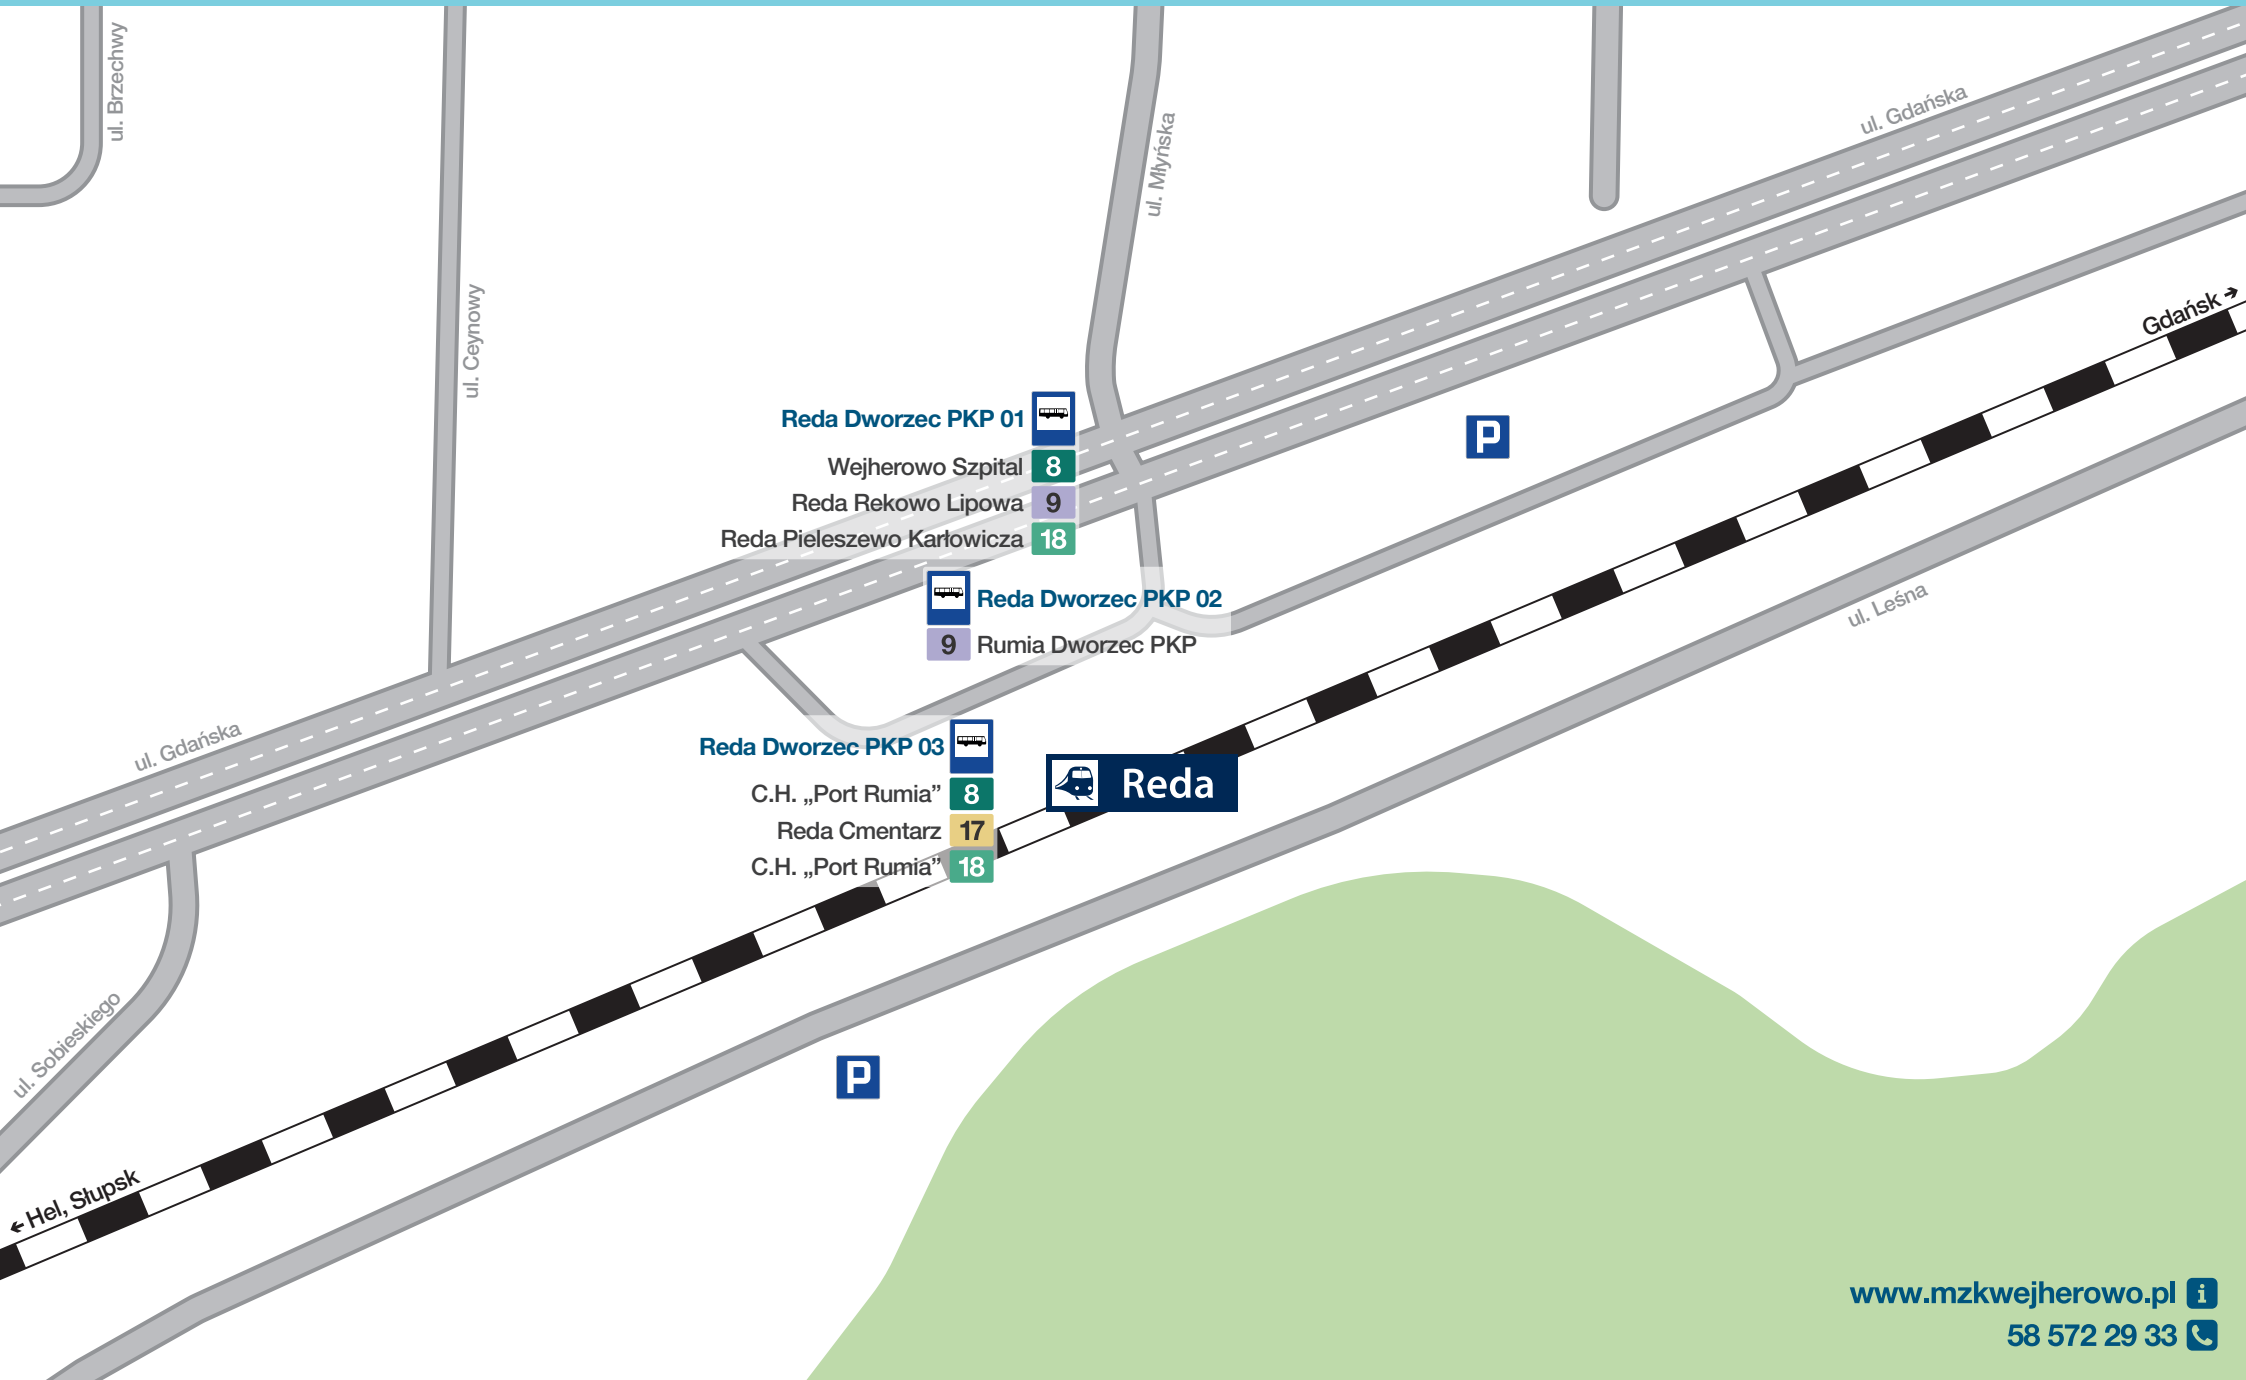 ul. Brzechwy
ul. Ceynowy
ul. Młyńska
ul. Gdańska
Gdańsk →
Reda Dworzec PKP 01
Wejherowo Szpital 8
Reda Rekowo Lipowa 9
Reda Pieleszewo Karłowicza 18
P
Reda Dworzec PKP 02
9 Rumia Dworzec PKP
ul. Leśna
ul. Gdańska
Reda Dworzec PKP 03
C.H. „Port Rumia” 8
Reda Cmentarz 17
C.H. „Port Rumia” 18
Reda
ul. Sobieskiego
P
← Hel, Słupsk
www.mzkwejherowo.pl i
58 572 29 33